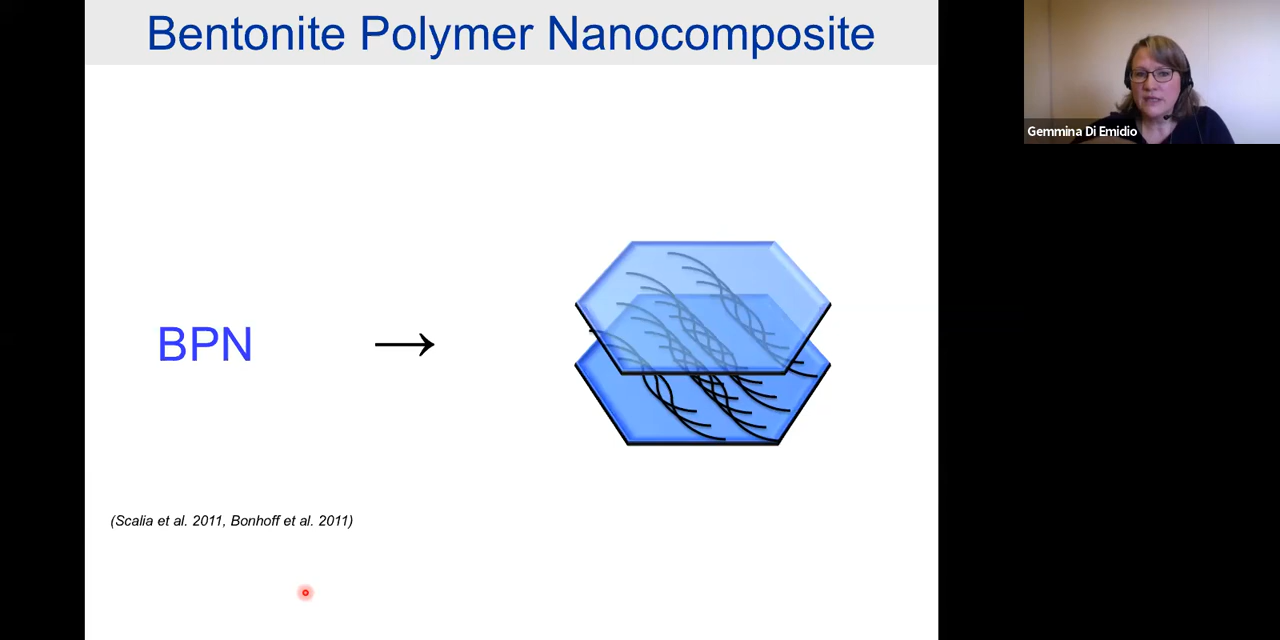 Bentonite Polymer Nanocomposite
Gemmina Di Emidio
BPN
(Scalia et al. 2011, Bonhoff et al. 2011)